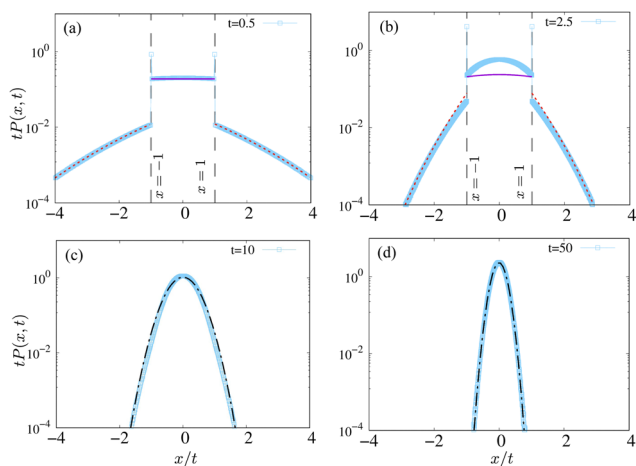 (a) t=0.5
(b) t=2.5
10^0
10^-2
10^-4
tP(x, t)
x = −1
x = 1
−4 −2 0 2 4
10^0
10^-2
10^-4
x = −1
x = 1
−4 −2 0 2 4
(c) t=10
(d) t=50
10^0
10^-2
10^-4
tP(x, t)
−4 −2 0 2 4
x/t
10^0
10^-2
10^-4
−4 −2 0 2 4
x/t